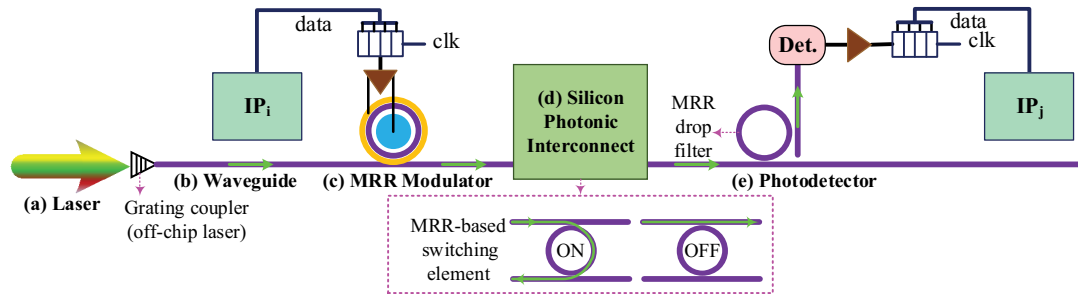 data
clk
IPi
(a) Laser
Grating coupler
(off-chip laser)
(b) Waveguide
(c) MRR Modulator
(d) Silicon
Photonic
Interconnect
MRR-based
switching
element
ON
OFF
MRR
drop
filter
Det.
(e) Photodetector
data
clk
IPj